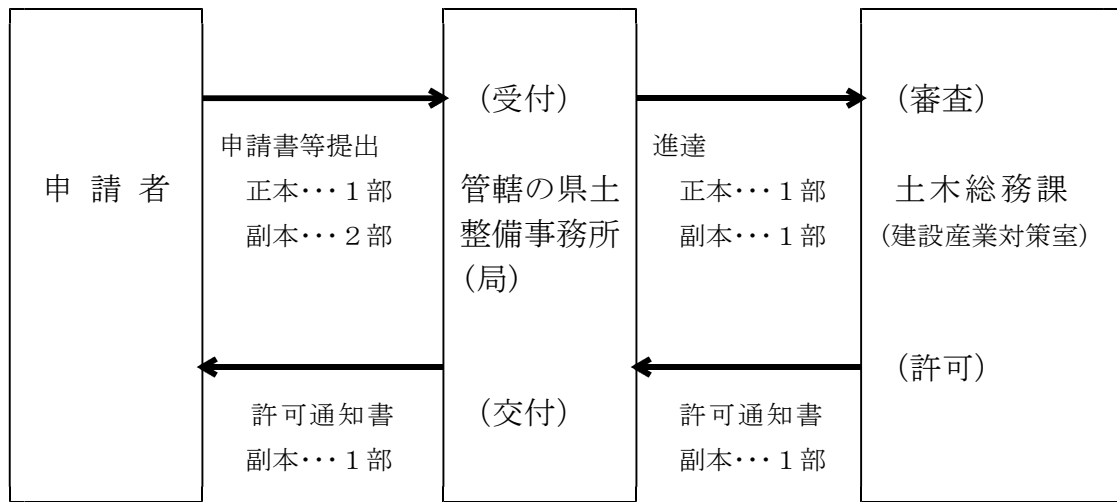 申 請 者
申請書等提出
正本・・・１部
副本・・・２部
許可通知書
副本・・・１部
（受付）
管轄の県土
整備事務所
（局）
（交付）
進達
正本・・・１部
副本・・・１部
許可通知書
副本・・・１部
（審査）
土木総務課
（建設産業対策室）
（許可）